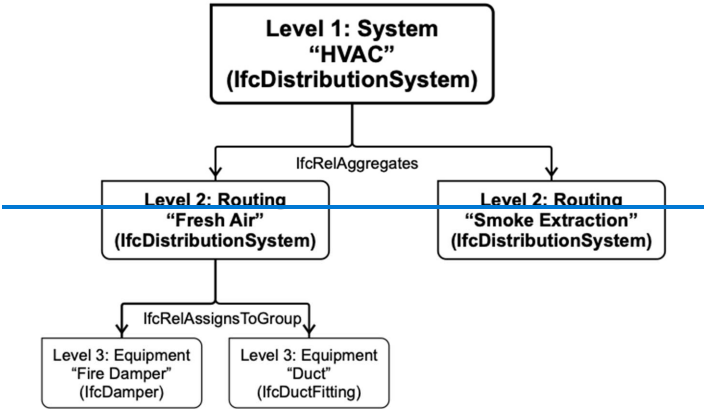 Level 1: System
“HVAC”
(IfcDistributionSystem)
IfcRelAggregates
Level 2: Routing
“Fresh Air”
(IfcDistributionSystem)
Level 2: Routing
“Smoke Extraction”
(IfcDistributionSystem)
IfcRelAssignsToGroup
Level 3: Equipment
“Fire Damper”
(IfcDamper)
Level 3: Equipment
“Duct”
(IfcDuctFitting)